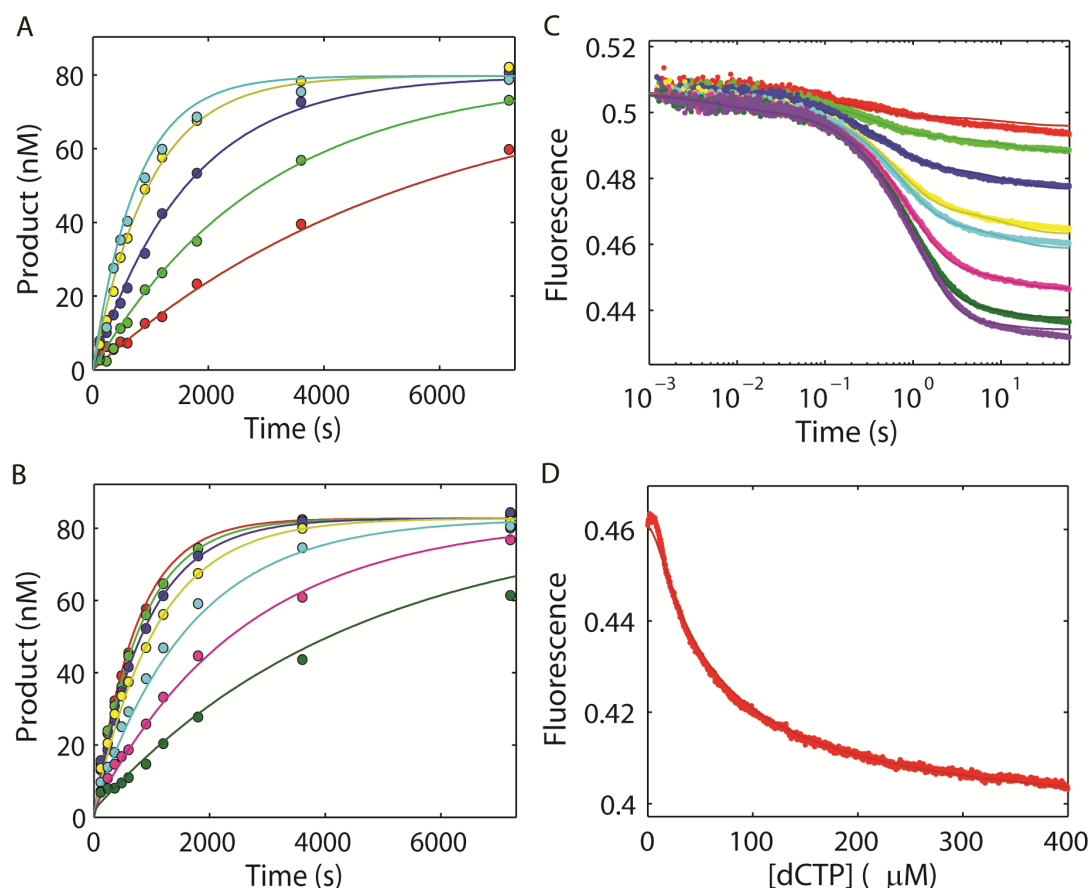 A
80
60
40
20
0
Product (nM)
0 2000 4000 6000
Time (s)
C
0.52
0.5
0.48
0.46
0.44
Fluorescence
10⁻³ 10⁻² 10⁻¹ 10⁰ 10¹
Time (s)
B
80
60
40
20
0
Product (nM)
0 2000 4000 6000
Time (s)
D
0.46
0.44
0.42
0.4
Fluorescence
0 100 200 300 400
[dCTP] ( μM)